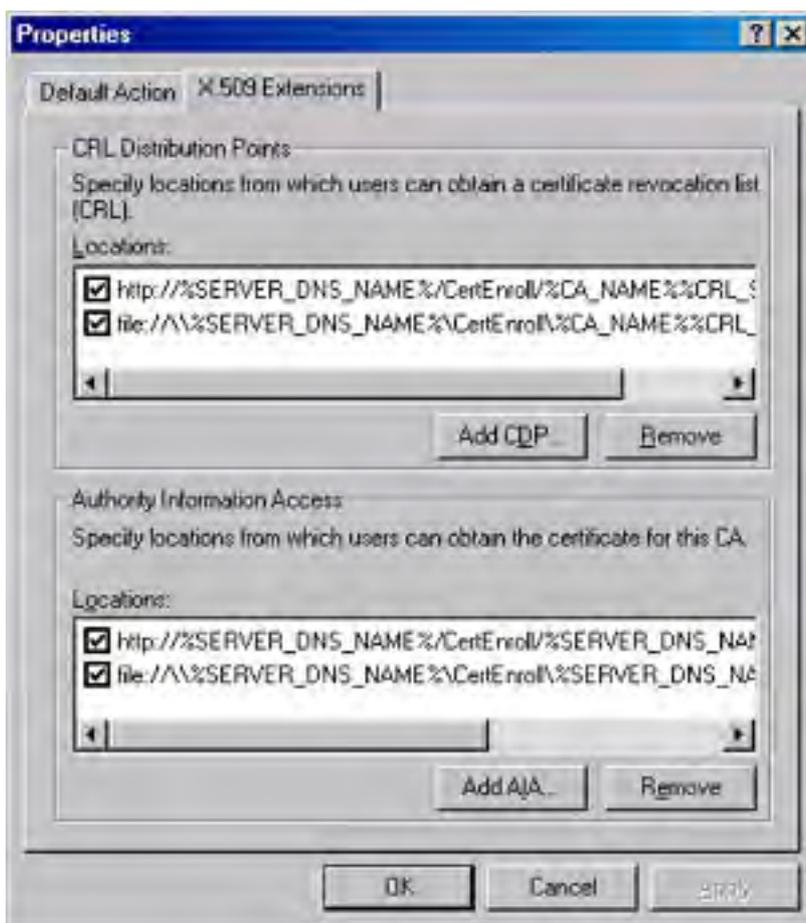 Properties
Default Action X.509 Extensions
CRL Distribution Points
Specify locations from which users can obtain a certificate revocation list
(CRL).
Locations:
http://%SERVER_DNS_NAME%/CertEnroll/%CA_NAME%%CRL_S
file://\\%SERVER_DNS_NAME%\CertEnroll\%CA_NAME%%CRL_
Add CDP... Remove
Authority Information Access
Specify locations from which users can obtain the certificate for this CA.
Locations:
http://%SERVER_DNS_NAME%/CertEnroll/%SERVER_DNS_NAM
file://\\%SERVER_DNS_NAME%\CertEnroll\%SERVER_DNS_NA
Add AIA... Remove
OK Cancel Apply